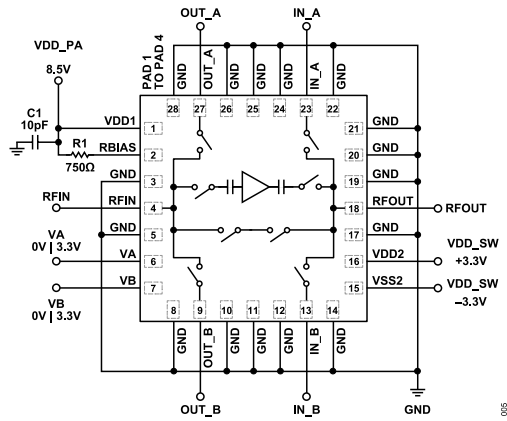 OUT_A
IN_A
VDD_PA
8.5V
PAD 1
TO PAD 4
GND
OUT_A
GND
GND
GND
IN_A
GND
28
27
26
25
24
23
22
C1
10pF
R1
750Ω
VDD1
1
RBIAS
2
GND
3
RFIN
RFIN
4
GND
5
VA
0V | 3.3V
VA
6
VB
0V | 3.3V
VB
7
21
GND
20
GND
19
GND
18
RFOUT
RFOUT
17
GND
16
VDD2
VDD_SW
+3.3V
15
VSS2
VDD_SW
–3.3V
8
9
10
11
12
13
14
GND
OUT_B
GND
GND
GND
IN_B
GND
OUT_B
IN_B
GND
005